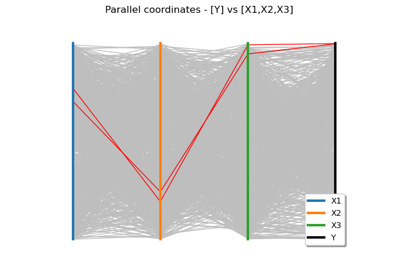 Parallel coordinates - [Y] vs [X1,X2,X3]
X1
X2
X3
Y